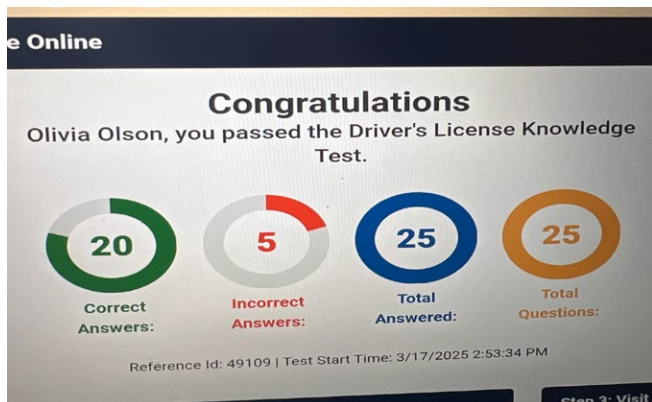 e Online
Congratulations
Olivia Olson, you passed the Driver's License Knowledge
Test.
20
5
25
25
Correct
Answers:
Incorrect
Answers:
Total
Answered:
Total
Questions:
Reference Id: 49109 | Test Start Time: 3/17/2025 2:53:34 PM
Step 3: Visit